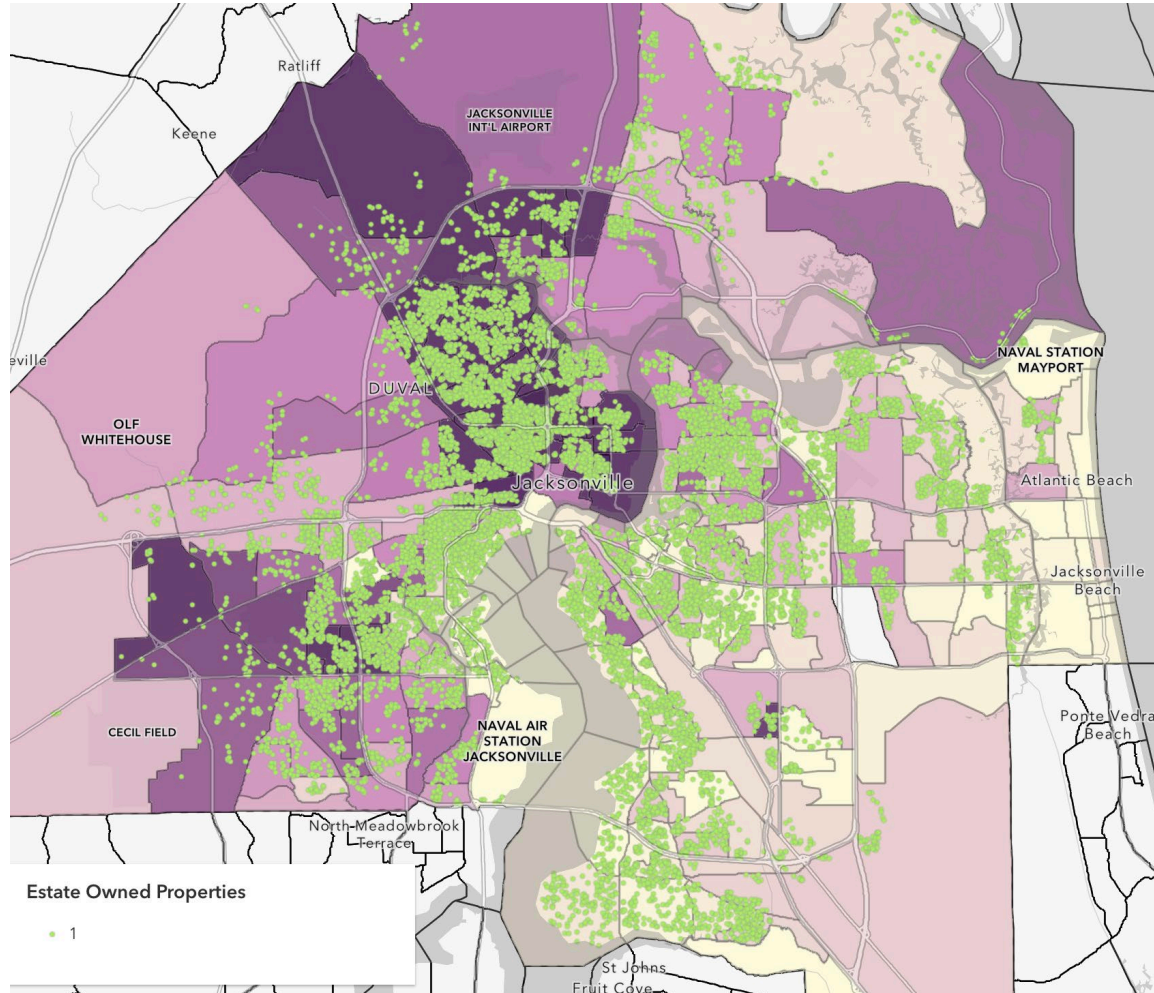 Ratliff
JACKSONVILLE
INT'L AIRPORT
Keene
NAVAL STATION
MAYPORT
eville
DUVAL
OLF
WHITEHOUSE
Jacksonville
Atlantic Beach
Jacksonville
Beach
CECIL FIELD
NAVAL AIR
STATION
JACKSONVILLE
Ponte Vedra
Beach
North Meadowbrook
Terrace
Estate Owned Properties
1
St Johns
Fruit Cove